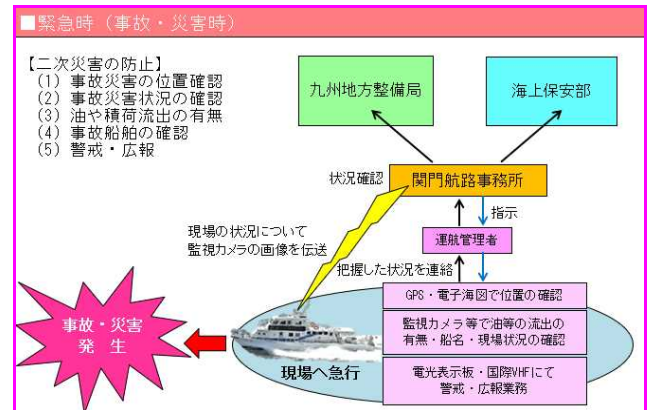 ■緊急時（事故・災害時）
【二次災害の防止】
（1）事故災害の位置確認
（2）事故災害状況の確認
（3）油や積荷流出の有無
（4）事故船舶の確認
（5）警戒・広報
九州地方整備局
海上保安部
状況確認
関門航路事務所
指示
現場の状況について
監視カメラの画像を伝送
運航管理者
把握した状況を連絡
GPS・電子海図で位置の確認
事故・災害
発 生
監視カメラ等で油等の流出の
有無・船名・現場状況の確認
現場へ急行
電光表示板・国際VHFにて
警戒・広報業務